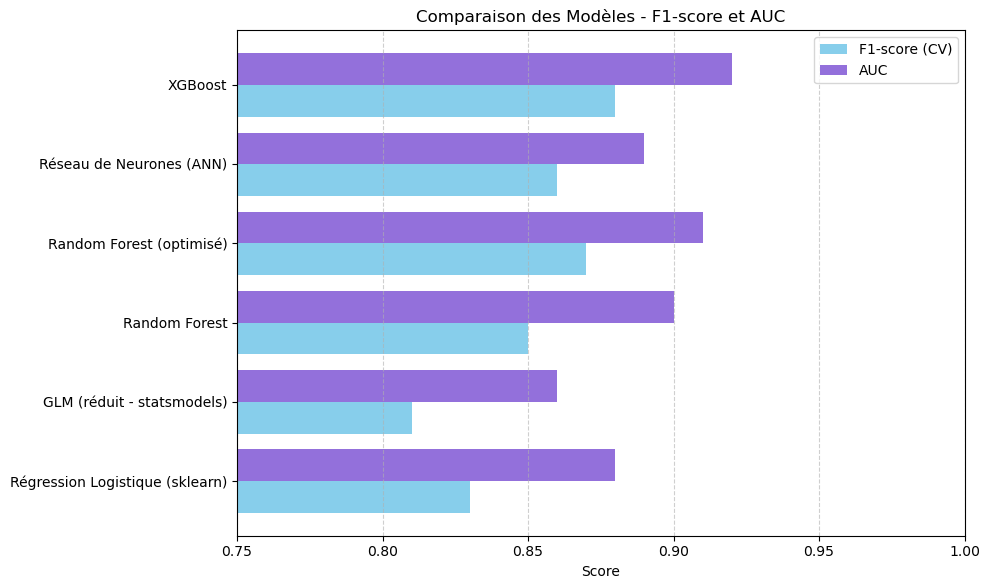 Comparaison des Modèles - F1-score et AUC
F1-score (CV)
AUC
XGBoost
Réseau de Neurones (ANN)
Random Forest (optimisé)
Random Forest
GLM (réduit - statsmodels)
Régression Logistique (sklearn)
0.75 0.80 0.85 0.90 0.95 1.00
Score